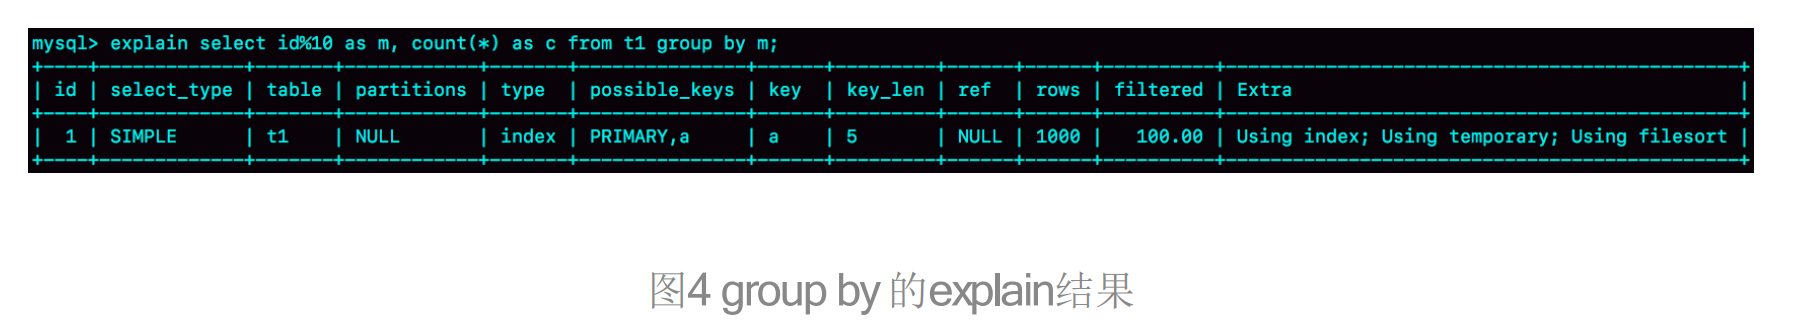 mysql> explain select id%10 as m, count(*) as c from t1 group by m;
+----+-------------+-------+------------+-------+---------------+------+---------+------+------+----------+----------------------------------------------+
| id | select_type | table | partitions | type  | possible_keys | key  | key_len | ref  | rows | filtered | Extra                                        |
+----+-------------+-------+------------+-------+---------------+------+---------+------+------+----------+----------------------------------------------+
|  1 | SIMPLE      | t1    | NULL       | index | PRIMARY,a     | a    | 5       | NULL | 1000 |   100.00 | Using index; Using temporary; Using filesort |
+----+-------------+-------+------------+-------+---------------+------+---------+------+------+----------+----------------------------------------------+
图4 group by 的explain结果